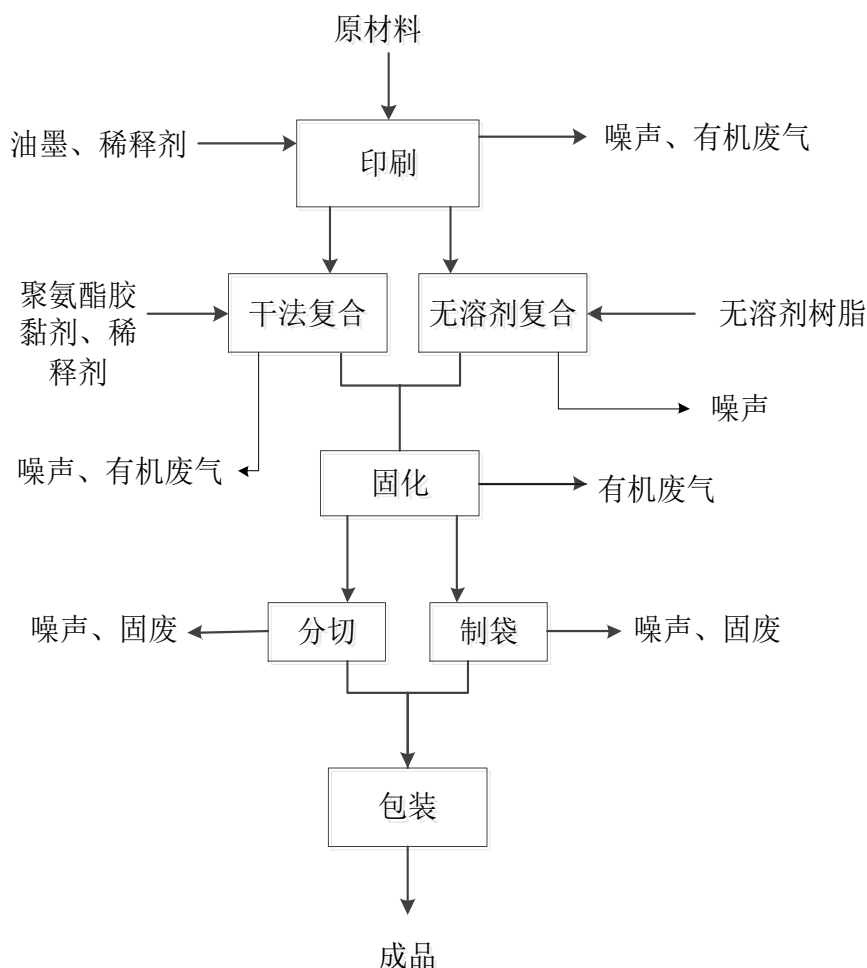 原材料
油墨、稀释剂
印刷
噪声、有机废气
聚氨酯胶
黏剂、稀
释剂
干法复合
无溶剂复合
无溶剂树脂
噪声
噪声、有机废气
固化
有机废气
噪声、固废
分切
制袋
噪声、固废
包装
成品